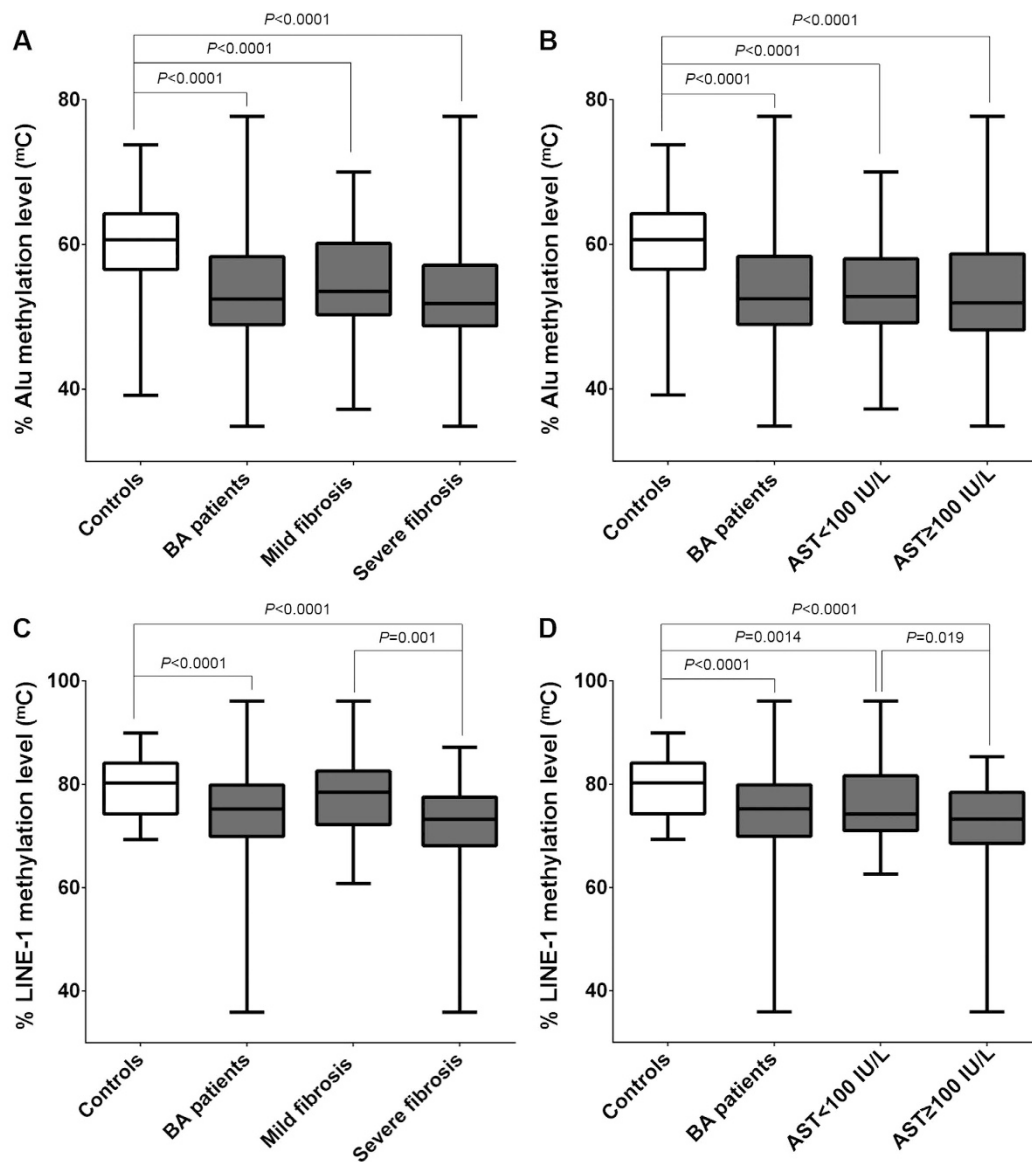 A
P<0.0001
P<0.0001
P<0.0001
% Alu methylation level (ᵐC)
80
60
40
Controls
BA patients
Mild fibrosis
Severe fibrosis
B
P<0.0001
P<0.0001
P<0.0001
% Alu methylation level (ᵐC)
80
60
40
Controls
BA patients
AST<100 IU/L
AST≥100 IU/L
C
P<0.0001
P=0.001
P<0.0001
% LINE-1 methylation level (ᵐC)
100
80
60
40
Controls
BA patients
Mild fibrosis
Severe fibrosis
D
P<0.0001
P=0.0014
P=0.019
P<0.0001
% LINE-1 methylation level (ᵐC)
100
80
60
40
Controls
BA patients
AST<100 IU/L
AST≥100 IU/L